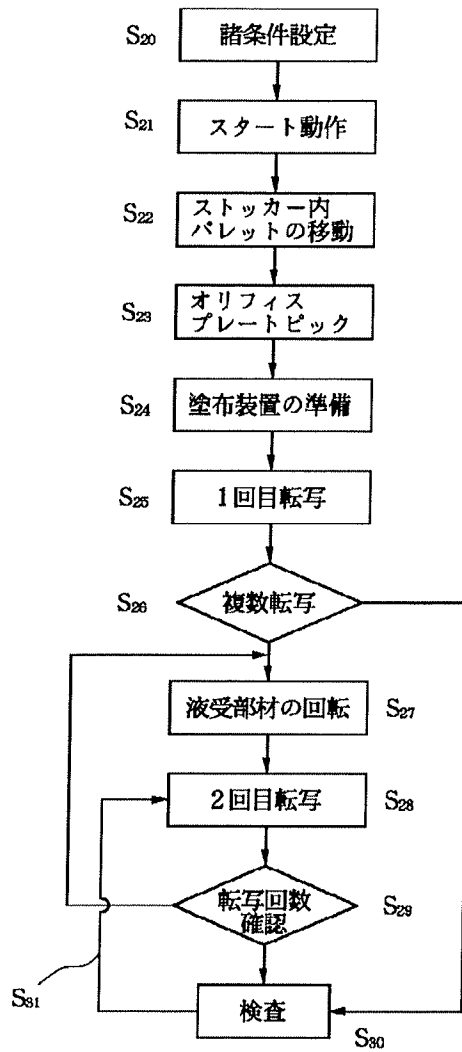 S20
諸条件設定
S21
スタート動作
S22
ストッカー内
パレットの移動
S23
オリフィス
プレートピック
S24
塗布装置の準備
S25
1回目転写
S26
複数転写
液受部材の回転
S27
2回目転写
S28
転写回数
確認
S29
S31
検査
S30